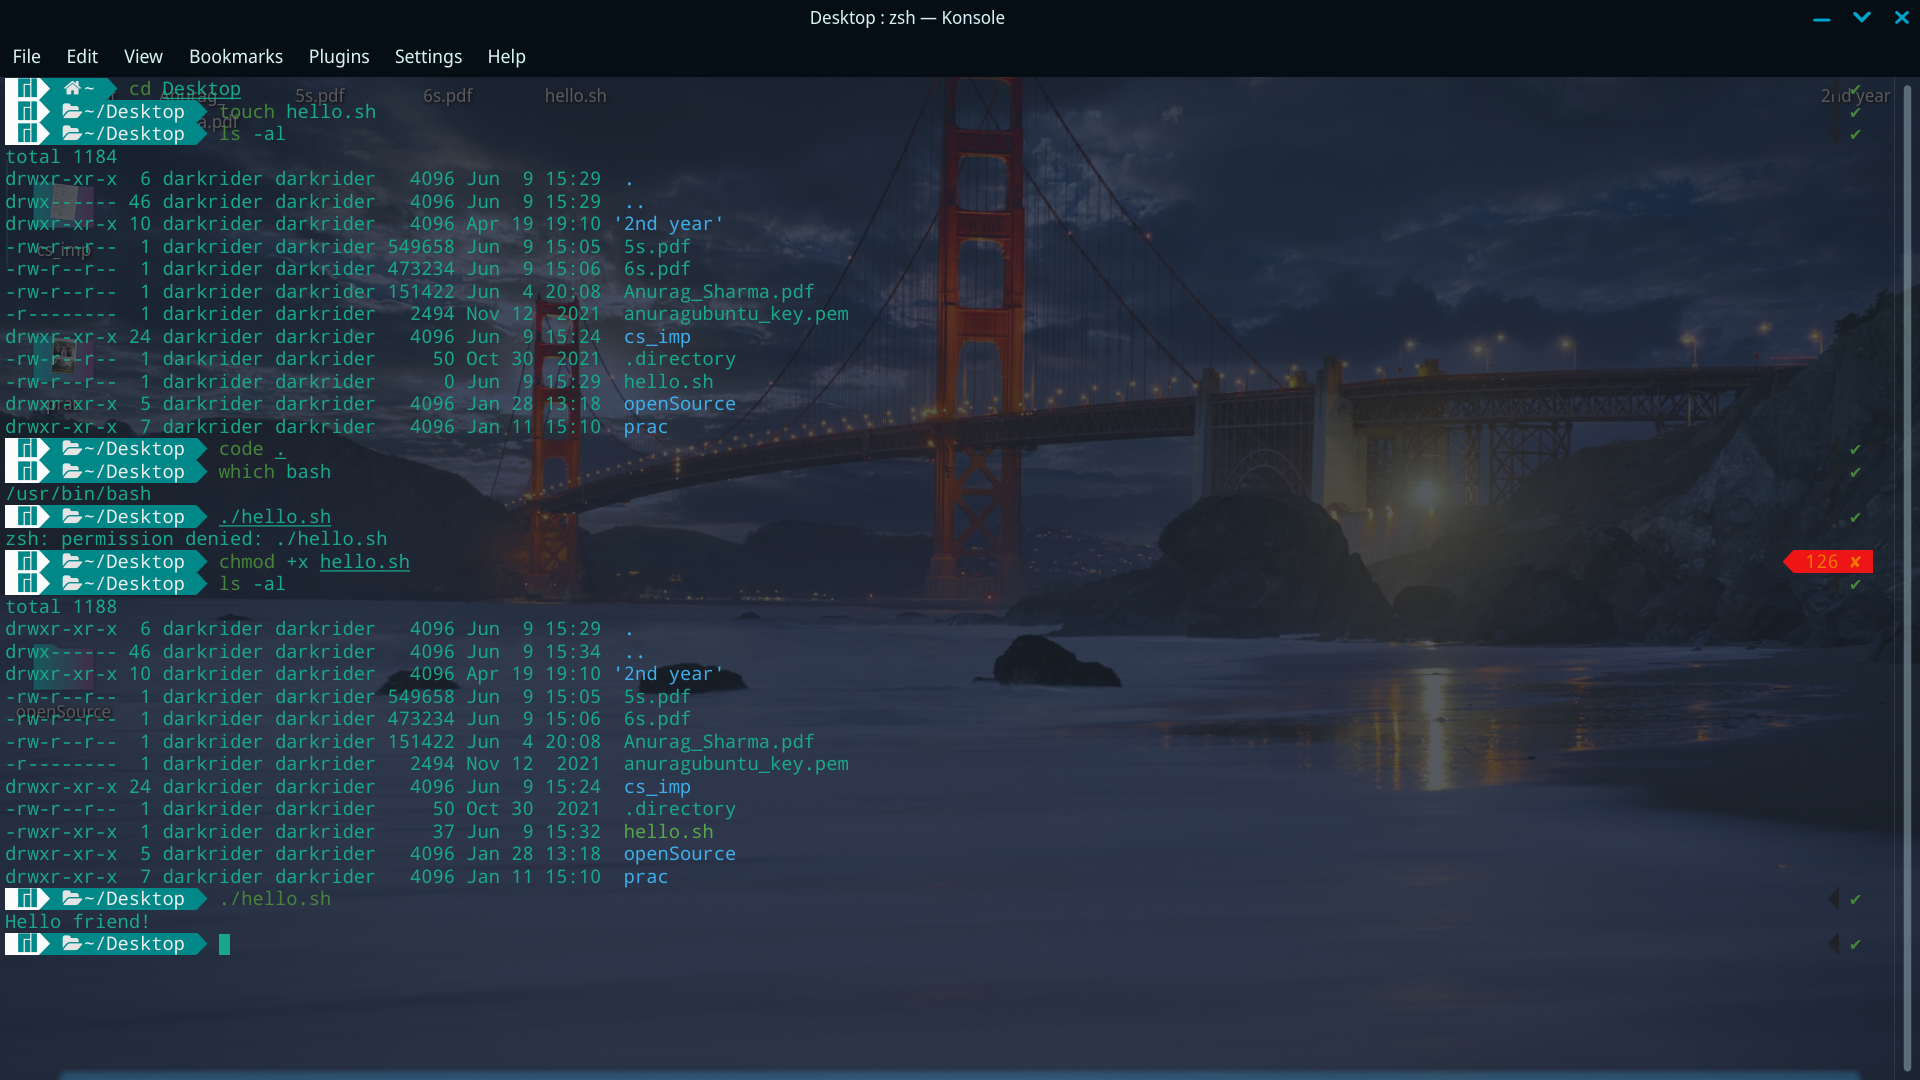 Desktop : zsh — Konsole
File Edit View Bookmarks Plugins Settings Help
~ cd Desktop
~/Desktop touch hello.sh
~/Desktop ls -al
5s.pdf 6s.pdf hello.sh 2nd year
a.pdf
total 1184
drwxr-xr-x 6 darkrider darkrider 4096 Jun 9 15:29 .
drwx------ 46 darkrider darkrider 4096 Jun 9 15:29 ..
drwxr-xr-x 10 darkrider darkrider 4096 Apr 19 19:10 '2nd year'
-rw-r--r-- 1 darkrider darkrider 549658 Jun 9 15:05 5s.pdf
cs_imp
-rw-r--r-- 1 darkrider darkrider 473234 Jun 9 15:06 6s.pdf
-rw-r--r-- 1 darkrider darkrider 151422 Jun 4 20:08 Anurag_Sharma.pdf
-r-------- 1 darkrider darkrider 2494 Nov 12 2021 anuragubuntu_key.pem
drwxr-xr-x 24 darkrider darkrider 4096 Jun 9 15:24 cs_imp
-rw-r--r-- 1 darkrider darkrider 50 Oct 30 2021 .directory
-rw-r--r-- 1 darkrider darkrider 0 Jun 9 15:29 hello.sh
drwxr-xr-x 5 darkrider darkrider 4096 Jan 28 13:18 openSource
drwxr-xr-x 7 darkrider darkrider 4096 Jan 11 15:10 prac
~/Desktop code .
~/Desktop which bash
/usr/bin/bash
~/Desktop ./hello.sh
zsh: permission denied: ./hello.sh
~/Desktop chmod +x hello.sh 126 ✘
~/Desktop ls -al
total 1188
drwxr-xr-x 6 darkrider darkrider 4096 Jun 9 15:29 .
drwx------ 46 darkrider darkrider 4096 Jun 9 15:34 ..
drwxr-xr-x 10 darkrider darkrider 4096 Apr 19 19:10 '2nd year'
-rw-r--r-- 1 darkrider darkrider 549658 Jun 9 15:05 5s.pdf
openSource
-rw-r--r-- 1 darkrider darkrider 473234 Jun 9 15:06 6s.pdf
-rw-r--r-- 1 darkrider darkrider 151422 Jun 4 20:08 Anurag_Sharma.pdf
-r-------- 1 darkrider darkrider 2494 Nov 12 2021 anuragubuntu_key.pem
drwxr-xr-x 24 darkrider darkrider 4096 Jun 9 15:24 cs_imp
-rw-r--r-- 1 darkrider darkrider 50 Oct 30 2021 .directory
-rwxr-xr-x 1 darkrider darkrider 37 Jun 9 15:32 hello.sh
drwxr-xr-x 5 darkrider darkrider 4096 Jan 28 13:18 openSource
drwxr-xr-x 7 darkrider darkrider 4096 Jan 11 15:10 prac
~/Desktop ./hello.sh
Hello friend!
~/Desktop